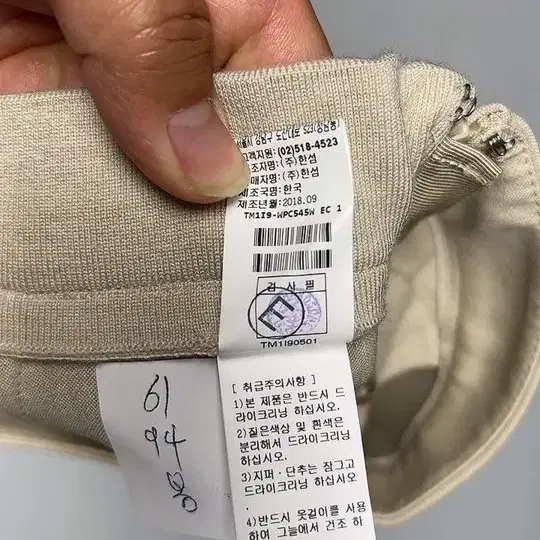 고객지원: (02)518-4523
조자명: (주)한섬
매자명: (주)한섬
제조국명: 한국
제조년월: 2018.09
TM1I9-WPC545W EC 1
검 사 필
E
TM1I90501
[ 취급주의사항 ]
1)본 제품은 반드시 드
라이크리닝 하십시오.
2)짙은색상 및 흰색은
분리해서 드라이크리닝
하십시오.
3)지퍼·단추는 잠그고
드라이크리닝 하십시오
.
4)반드시 옷걸이를 사용
하여 그늘에서 건조 하
61
94